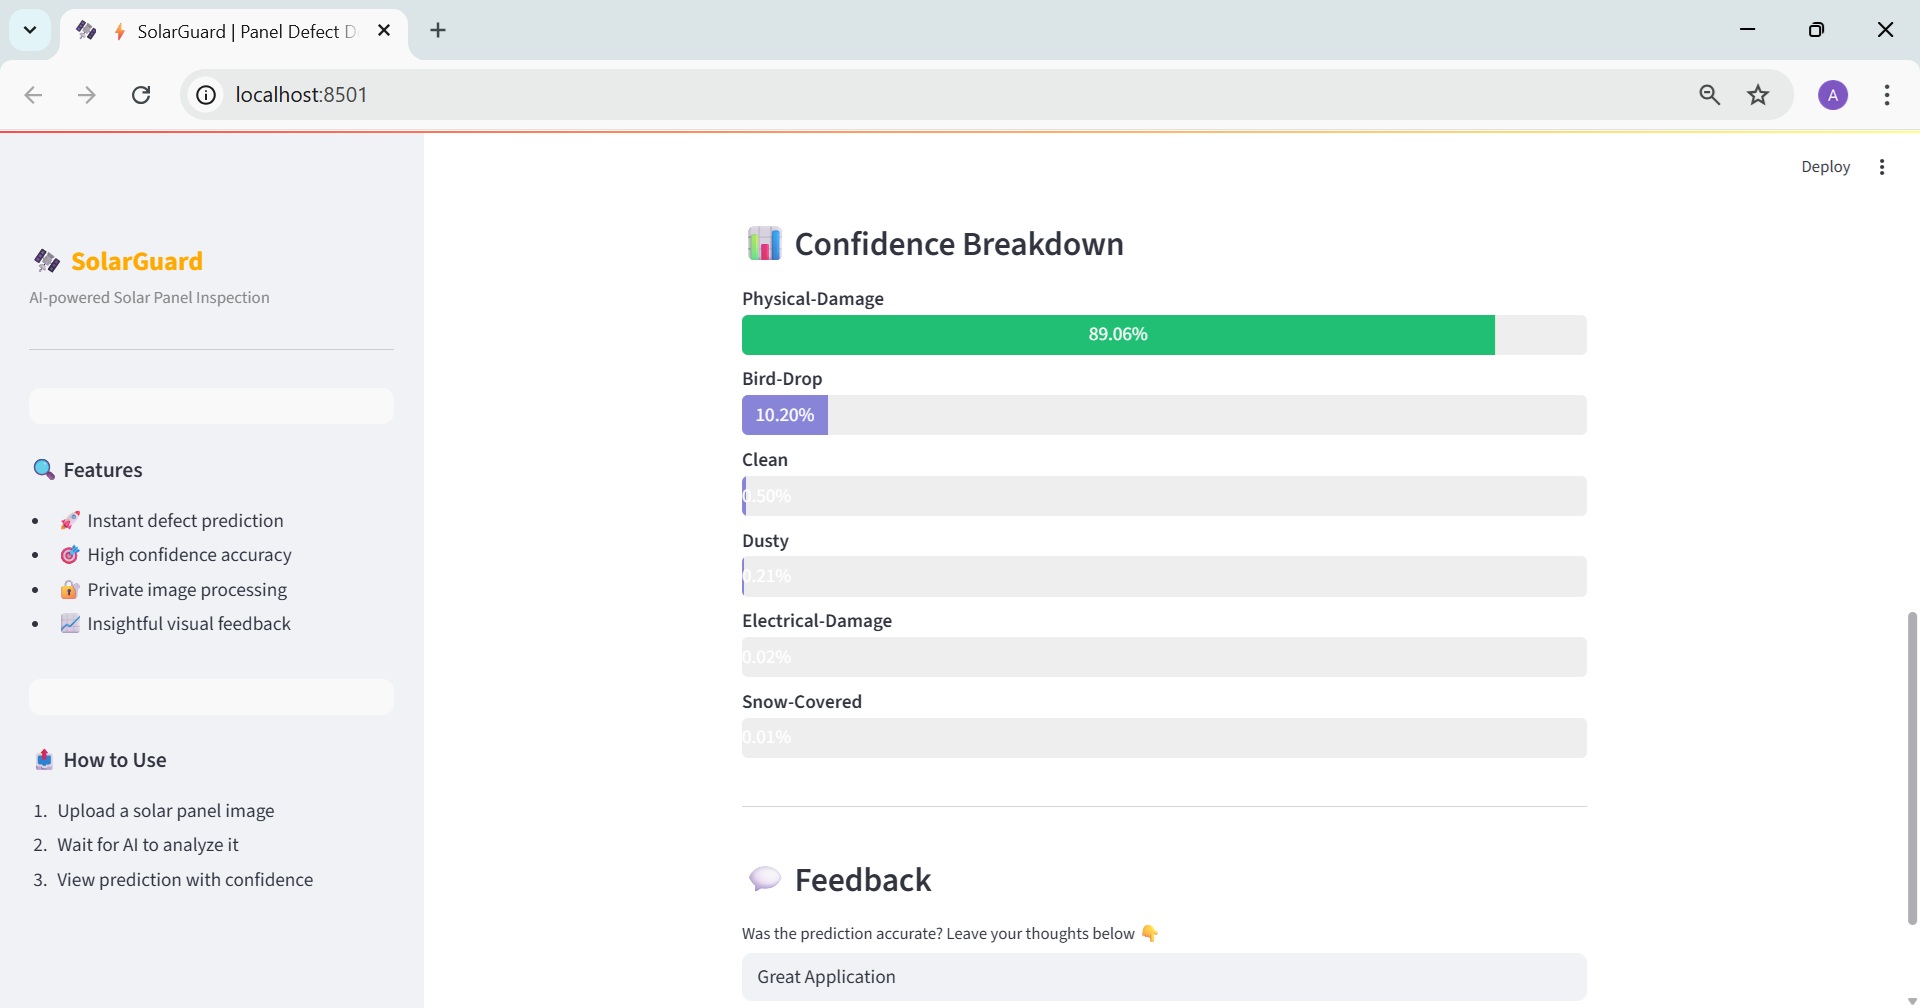 SolarGuard | Panel Defect D
localhost:8501
A
Deploy
SolarGuard
AI-powered Solar Panel Inspection
Features
Instant defect prediction
High confidence accuracy
Private image processing
Insightful visual feedback
How to Use
1. Upload a solar panel image
2. Wait for AI to analyze it
3. View prediction with confidence
Confidence Breakdown
Physical-Damage
89.06%
Bird-Drop
10.20%
Clean
0.50%
Dusty
0.21%
Electrical-Damage
0.02%
Snow-Covered
0.01%
Feedback
Was the prediction accurate? Leave your thoughts below
Great Application